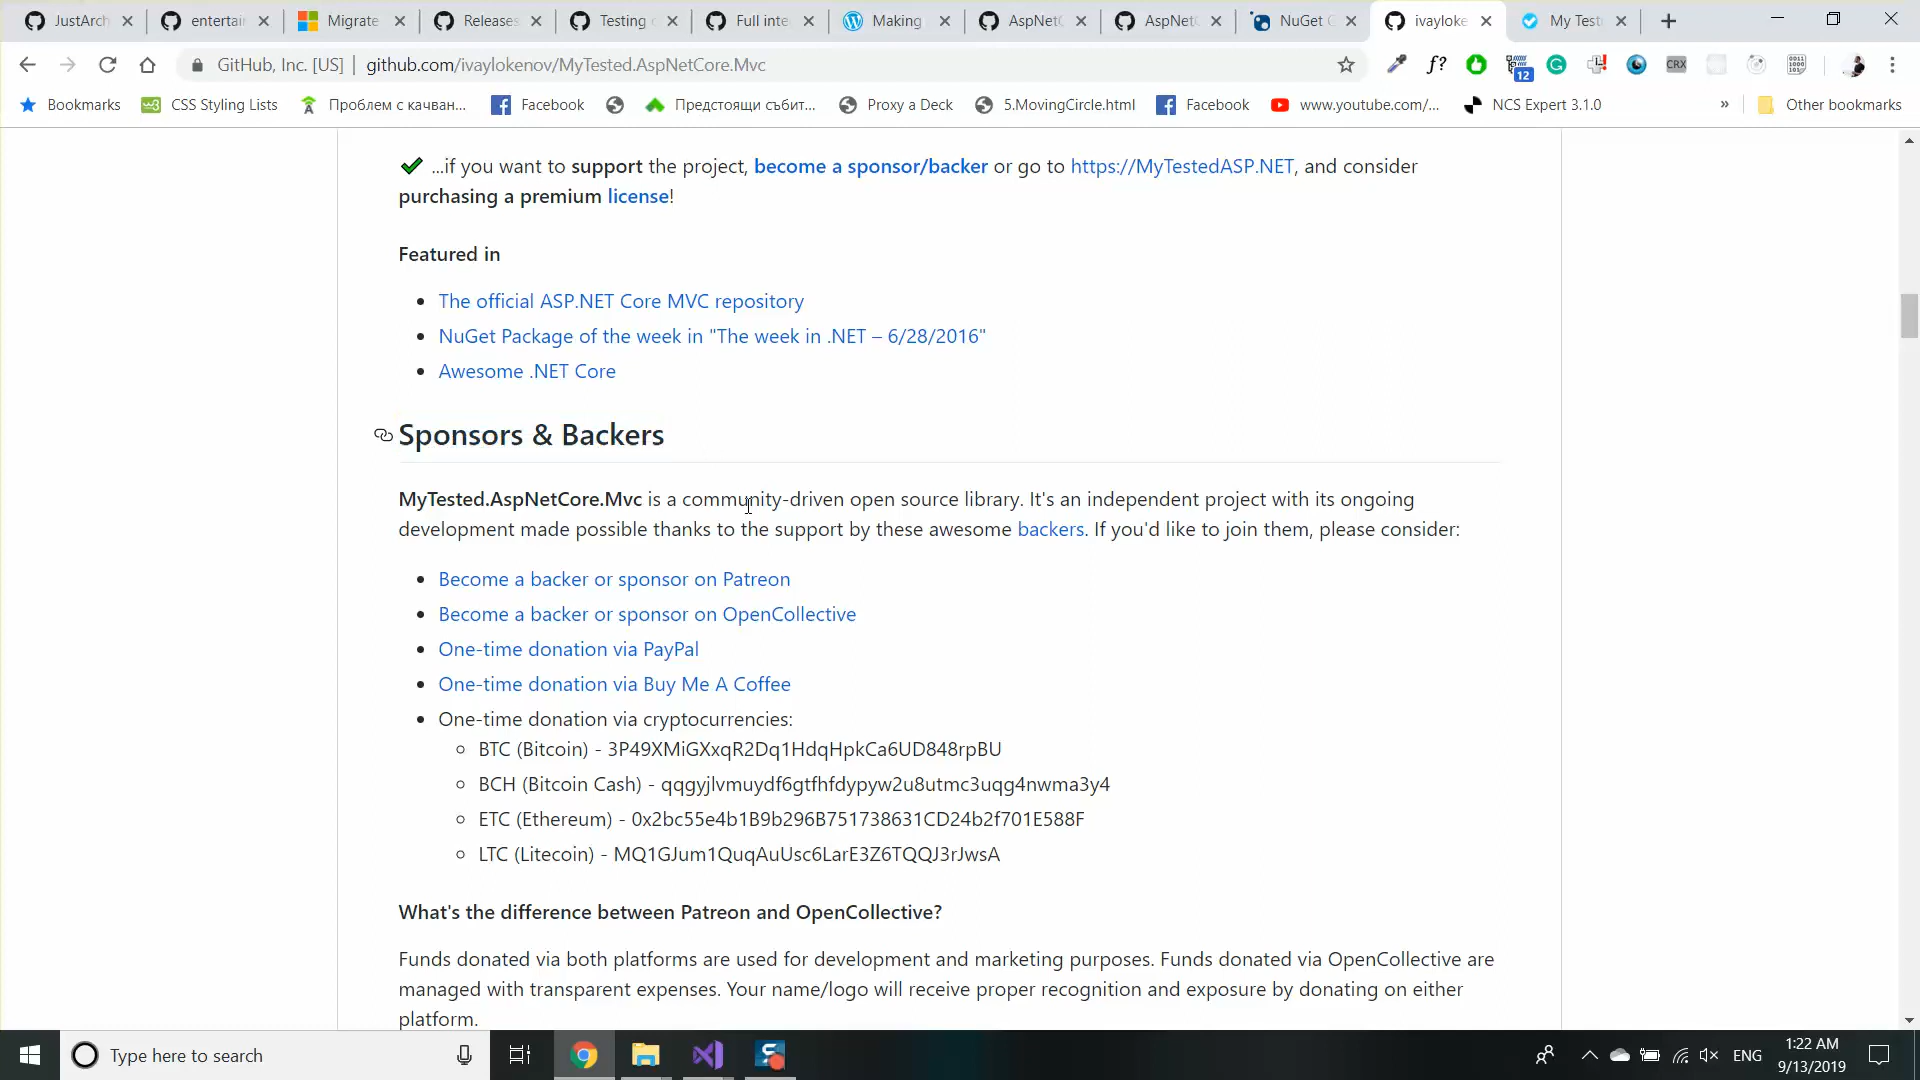 JustArch
entertai
Migrate
Releases
Testing
Full inte
Making
AspNetC
AspNetC
NuGet C
ivayloke
My Test
GitHub, Inc. [US] | github.com/ivaylokenov/MyTested.AspNetCore.Mvc
f?
12
CRX
Bookmarks
CSS Styling Lists
Проблем с качван...
Facebook
Предстоящи събит...
Proxy a Deck
5.MovingCircle.html
Facebook
www.youtube.com/...
NCS Expert 3.1.0
»
Other bookmarks
...if you want to support the project, become a sponsor/backer or go to https://MyTestedASP.NET, and consider
purchasing a premium license!
Featured in
The official ASP.NET Core MVC repository
NuGet Package of the week in "The week in .NET – 6/28/2016"
Awesome .NET Core
Sponsors & Backers
MyTested.AspNetCore.Mvc is a community-driven open source library. It's an independent project with its ongoing
development made possible thanks to the support by these awesome backers. If you'd like to join them, please consider:
Become a backer or sponsor on Patreon
Become a backer or sponsor on OpenCollective
One-time donation via PayPal
One-time donation via Buy Me A Coffee
One-time donation via cryptocurrencies:
BTC (Bitcoin) - 3P49XMiGXxqR2Dq1HdqHpkCa6UD848rpBU
BCH (Bitcoin Cash) - qqgyjlvmuydf6gtfhfdypyw2u8utmc3uqg4nwma3y4
ETC (Ethereum) - 0x2bc55e4b1B9b296B751738631CD24b2f701E588F
LTC (Litecoin) - MQ1GJum1QuqAuUsc6LarE3Z6TQQJ3rJwsA
What's the difference between Patreon and OpenCollective?
Funds donated via both platforms are used for development and marketing purposes. Funds donated via OpenCollective are
managed with transparent expenses. Your name/logo will receive proper recognition and exposure by donating on either
platform.
Type here to search
ENG
1:22 AM
9/13/2019